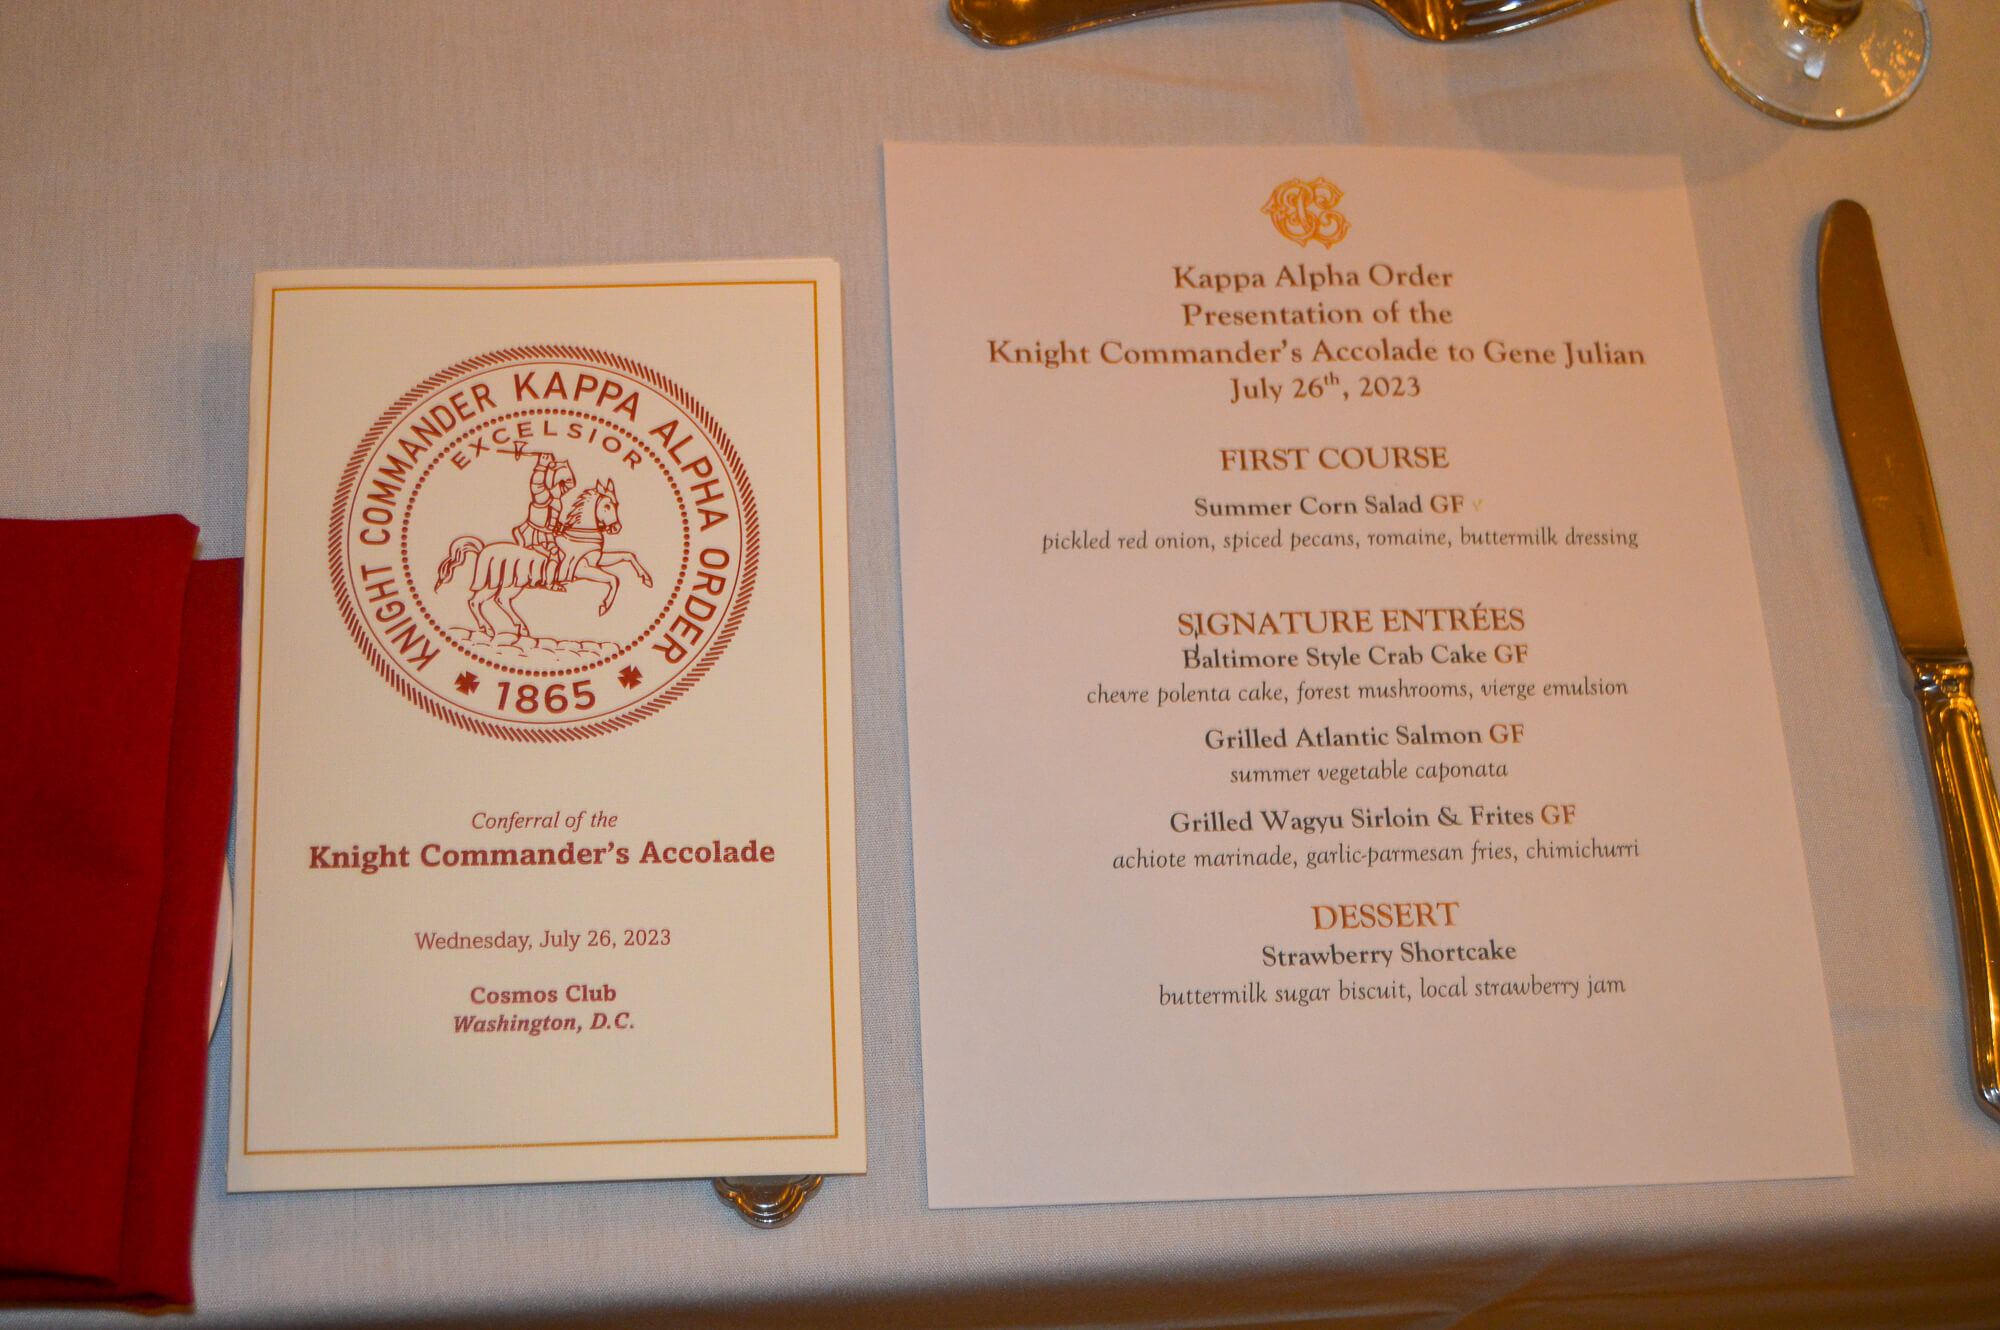 KNIGHT COMMANDER KAPPA ALPHA ORDER
EXCELSIOR
1865
Conferral of the
Knight Commander's Accolade
Wednesday, July 26, 2023
Cosmos Club
Washington, D.C.
Kappa Alpha Order
Presentation of the
Knight Commander's Accolade to Gene Julian
July 26th, 2023
FIRST COURSE
Summer Corn Salad GF
pickled red onion, spiced pecans, romaine, buttermilk dressing
SIGNATURE ENTRÉES
Baltimore Style Crab Cake GF
chevre polenta cake, forest mushrooms, vierge emulsion
Grilled Atlantic Salmon GF
summer vegetable caponata
Grilled Wagyu Sirloin & Frites GF
achiote marinade, garlic-parmesan fries, chimichurri
DESSERT
Strawberry Shortcake
buttermilk sugar biscuit, local strawberry jam